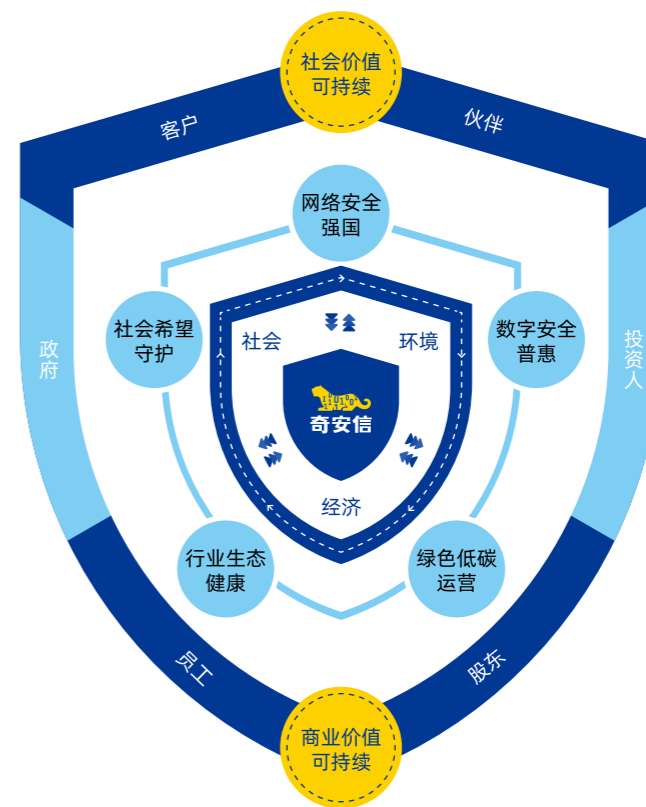 社会价值
可持续
客户
伙伴
网络安全
强国
社会希望
守护
数字安全
普惠
政府
投资人
社会
环境
奇安信
经济
行业生态
健康
绿色低碳
运营
员工
股东
商业价值
可持续